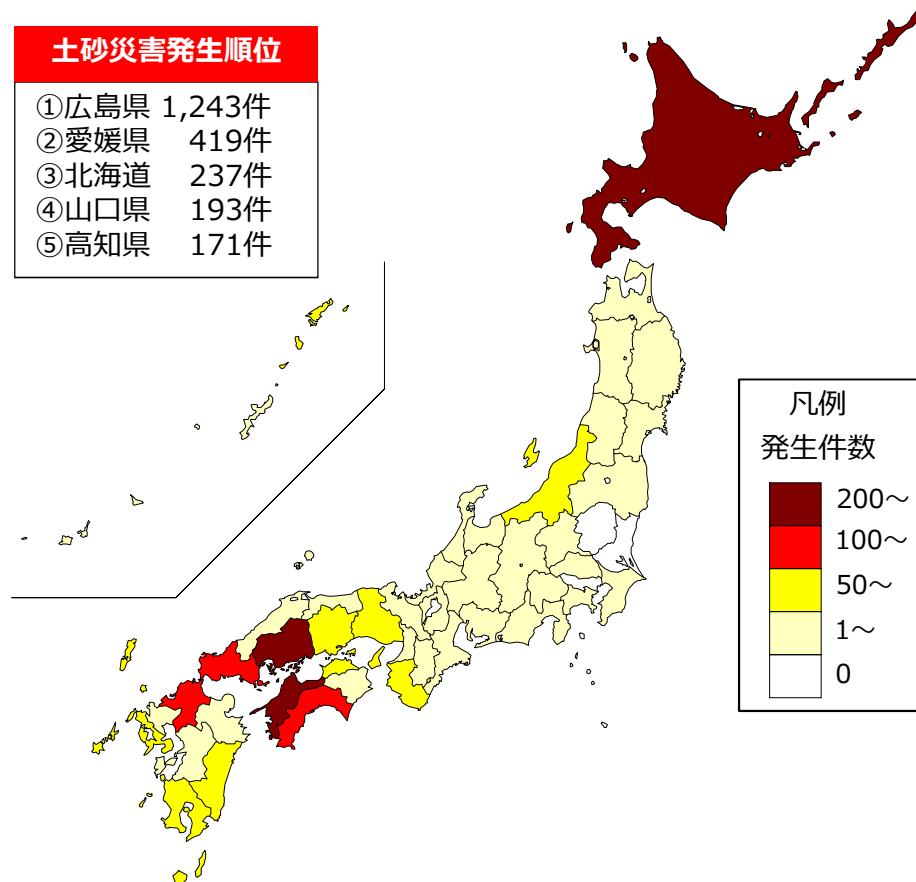 土砂災害発生順位
①広島県 1,243件
②愛媛県 419件
③北海道 237件
④山口県 193件
⑤高知県 171件
凡例
発生件数
200～
100～
50～
1～
0